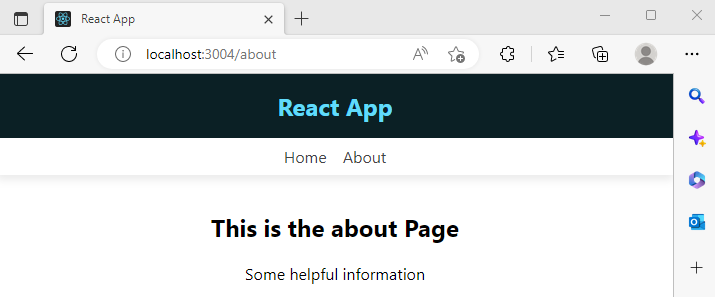 React App
localhost:3004/about
React App
Home About
This is the about Page
Some helpful information